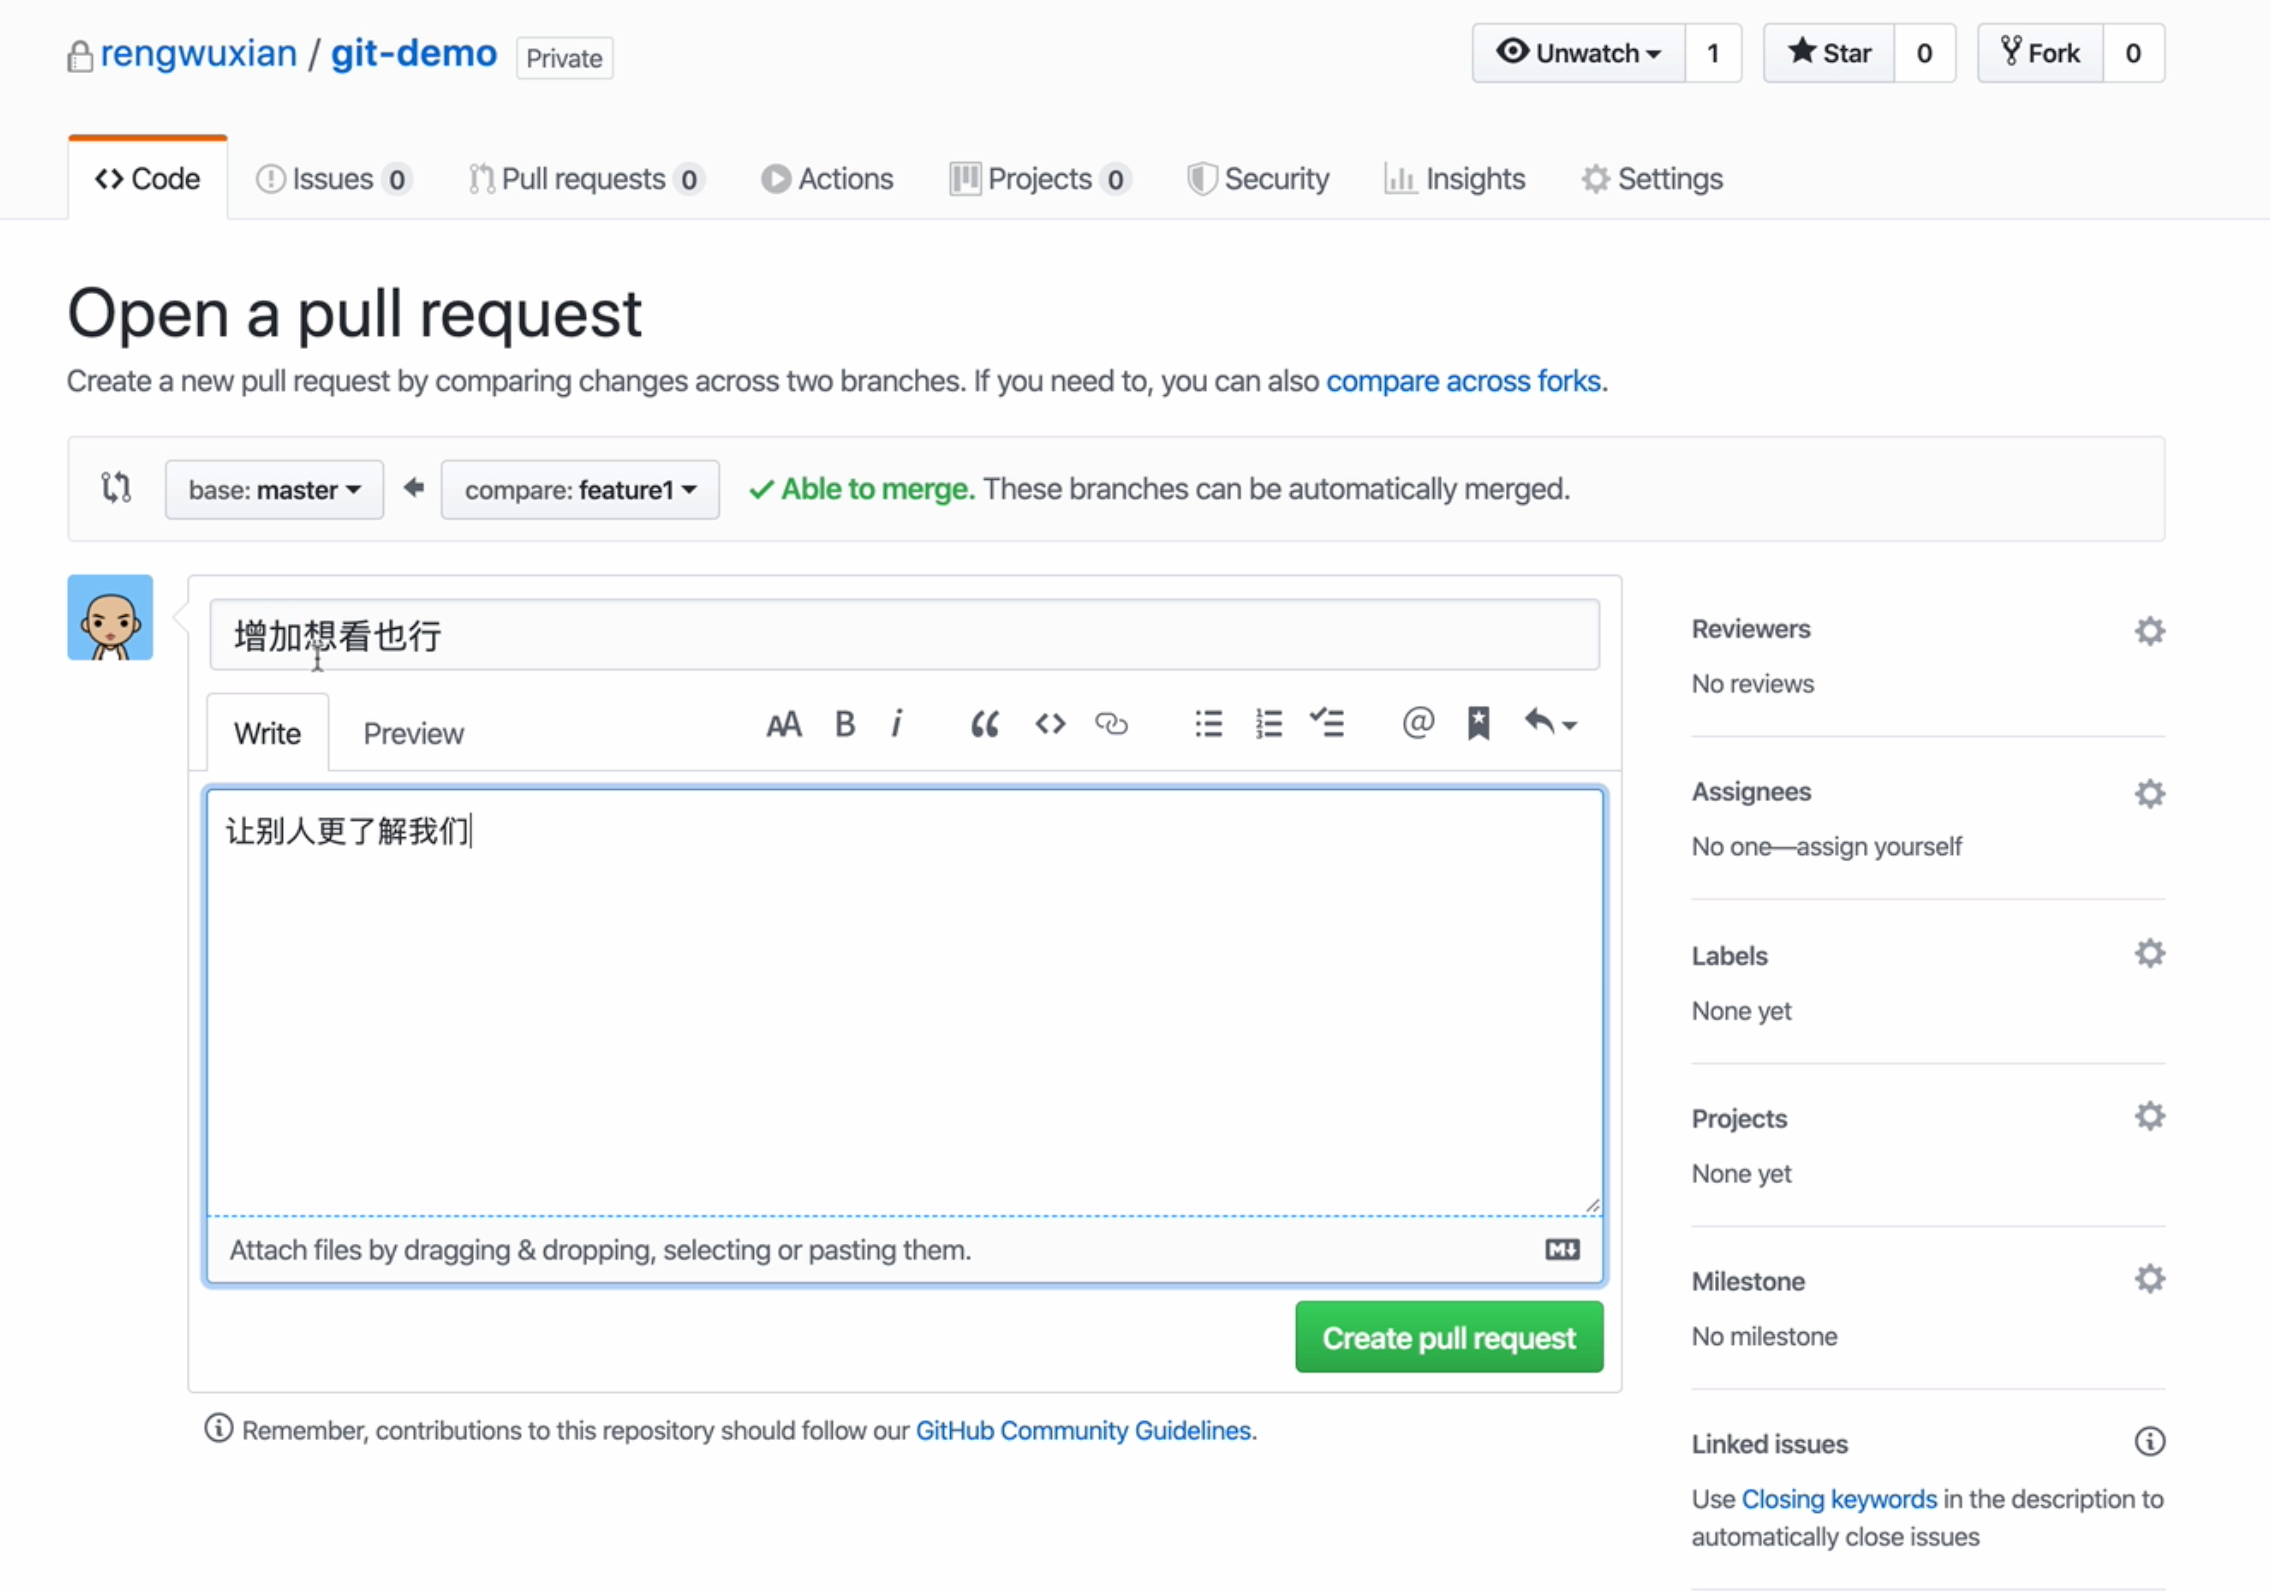 rengwuxian / git-demo Private Unwatch 1 Star 0 Fork 0
Code Issues 0 Pull requests 0 Actions Projects 0 Security Insights Settings
Open a pull request
Create a new pull request by comparing changes across two branches. If you need to, you can also compare across forks.
base: master compare: feature1 Able to merge. These branches can be automatically merged.
增加想看也行
Write Preview AA B i @
让别人更了解我们
Attach files by dragging & dropping, selecting or pasting them.
Create pull request
Remember, contributions to this repository should follow our GitHub Community Guidelines.
Reviewers
No reviews
Assignees
No one—assign yourself
Labels
None yet
Projects
None yet
Milestone
No milestone
Linked issues
Use Closing keywords in the description to
automatically close issues